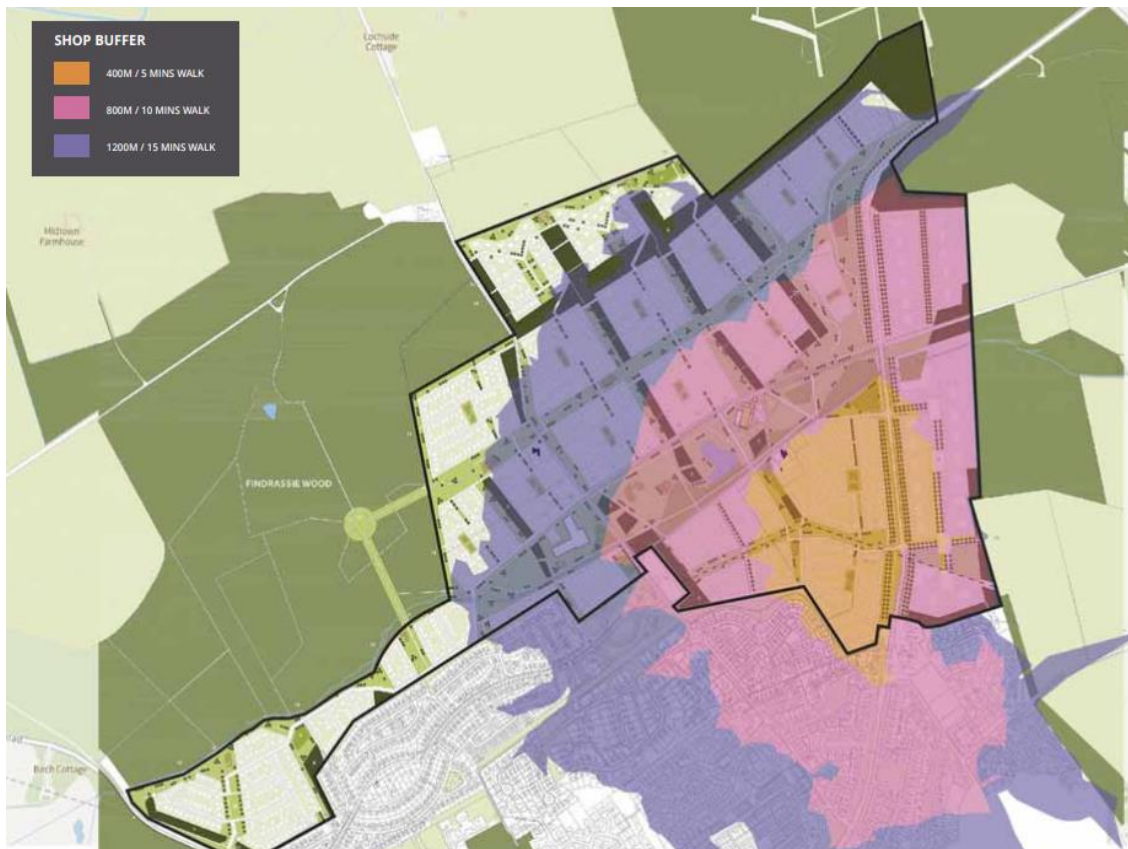 SHOP BUFFER
400M / 5 MINS WALK
800M / 10 MINS WALK
1200M / 15 MINS WALK
Lochside
Cottage
Midtown
Farmhouse
FINDRASSIE WOOD
Birch Cottage